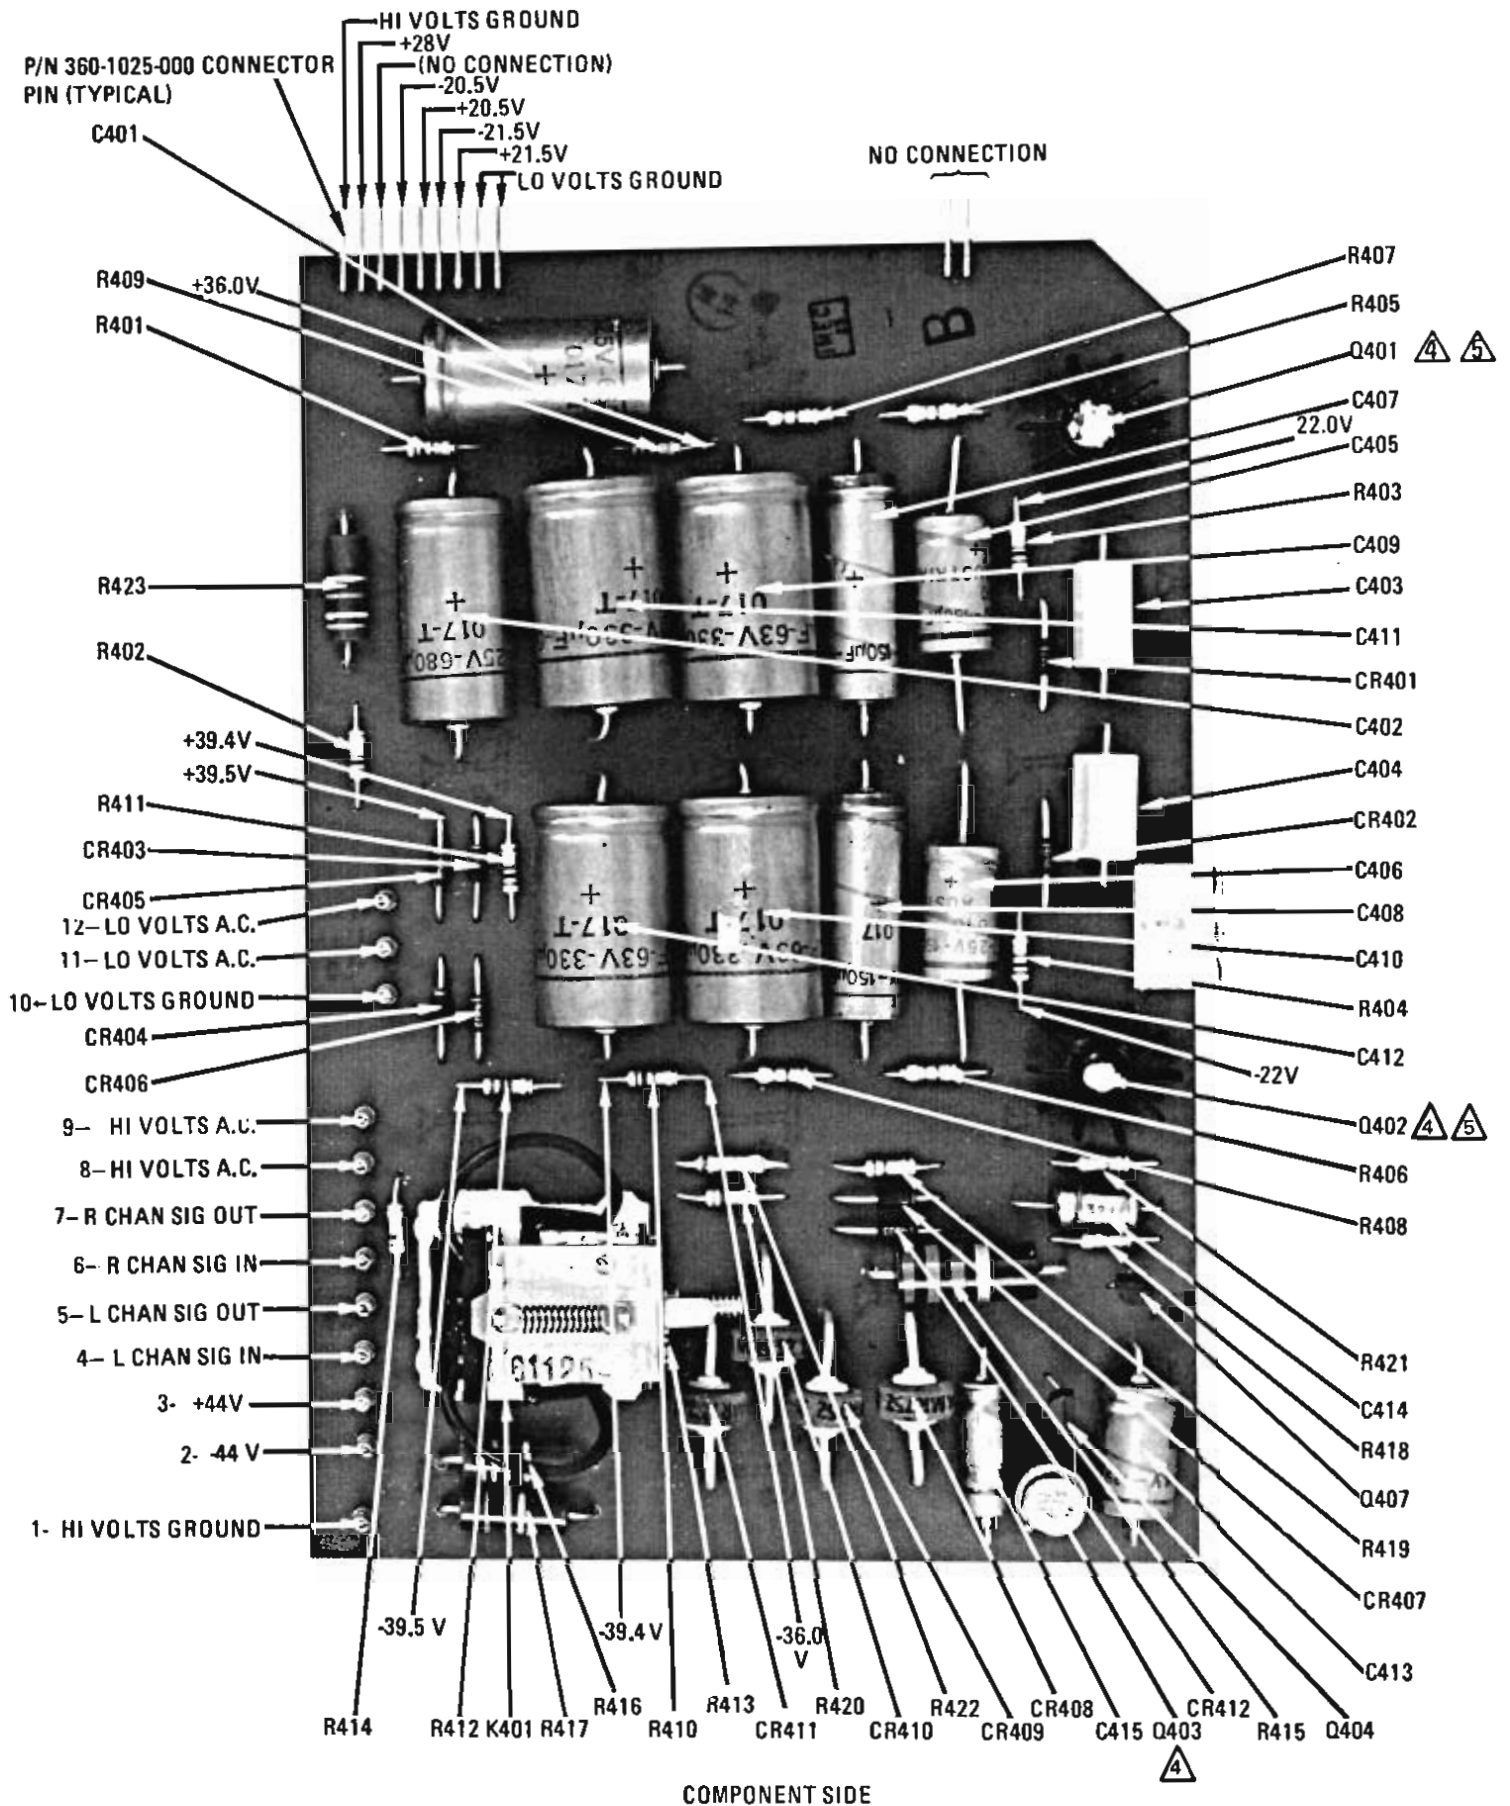 HI VOLTS GROUND
+28V
P/N 360-1025-000 CONNECTOR
PIN (TYPICAL)
(NO CONNECTION)
-20.5V
+20.5V
-21.5V
+21.5V
LO VOLTS GROUND
C401
NO CONNECTION
R409
+36.0V
R401
R423
R402
+39.4V
+39.5V
R411
CR403
CR405
12- LO VOLTS A.C.
11- LO VOLTS A.C.
10- LO VOLTS GROUND
CR404
CR406
9- HI VOLTS A.C.
8- HI VOLTS A.C.
7- R CHAN SIG OUT
6- R CHAN SIG IN
5- L CHAN SIG OUT
4- L CHAN SIG IN
3- +44V
2- -44 V
1- HI VOLTS GROUND
R407
R405
Q401 4 5
C407
22.0V
C405
R403
C409
C403
C411
CR401
C402
C404
CR402
C406
C408
C410
R404
C412
-22V
Q402 4 5
R406
R408
R421
C414
R418
Q407
R419
CR407
C413
B
+
017-T
+
017-T
+
017-T
+
017-T
+
017-T
-39.5 V
-39.4V
-36.0
V
R414
R412
K401
R417
R416
R410
R413
CR411
R420
CR410
R422
CR409
CR408
C415
Q403
4
CR412
R415
Q404
COMPONENT SIDE